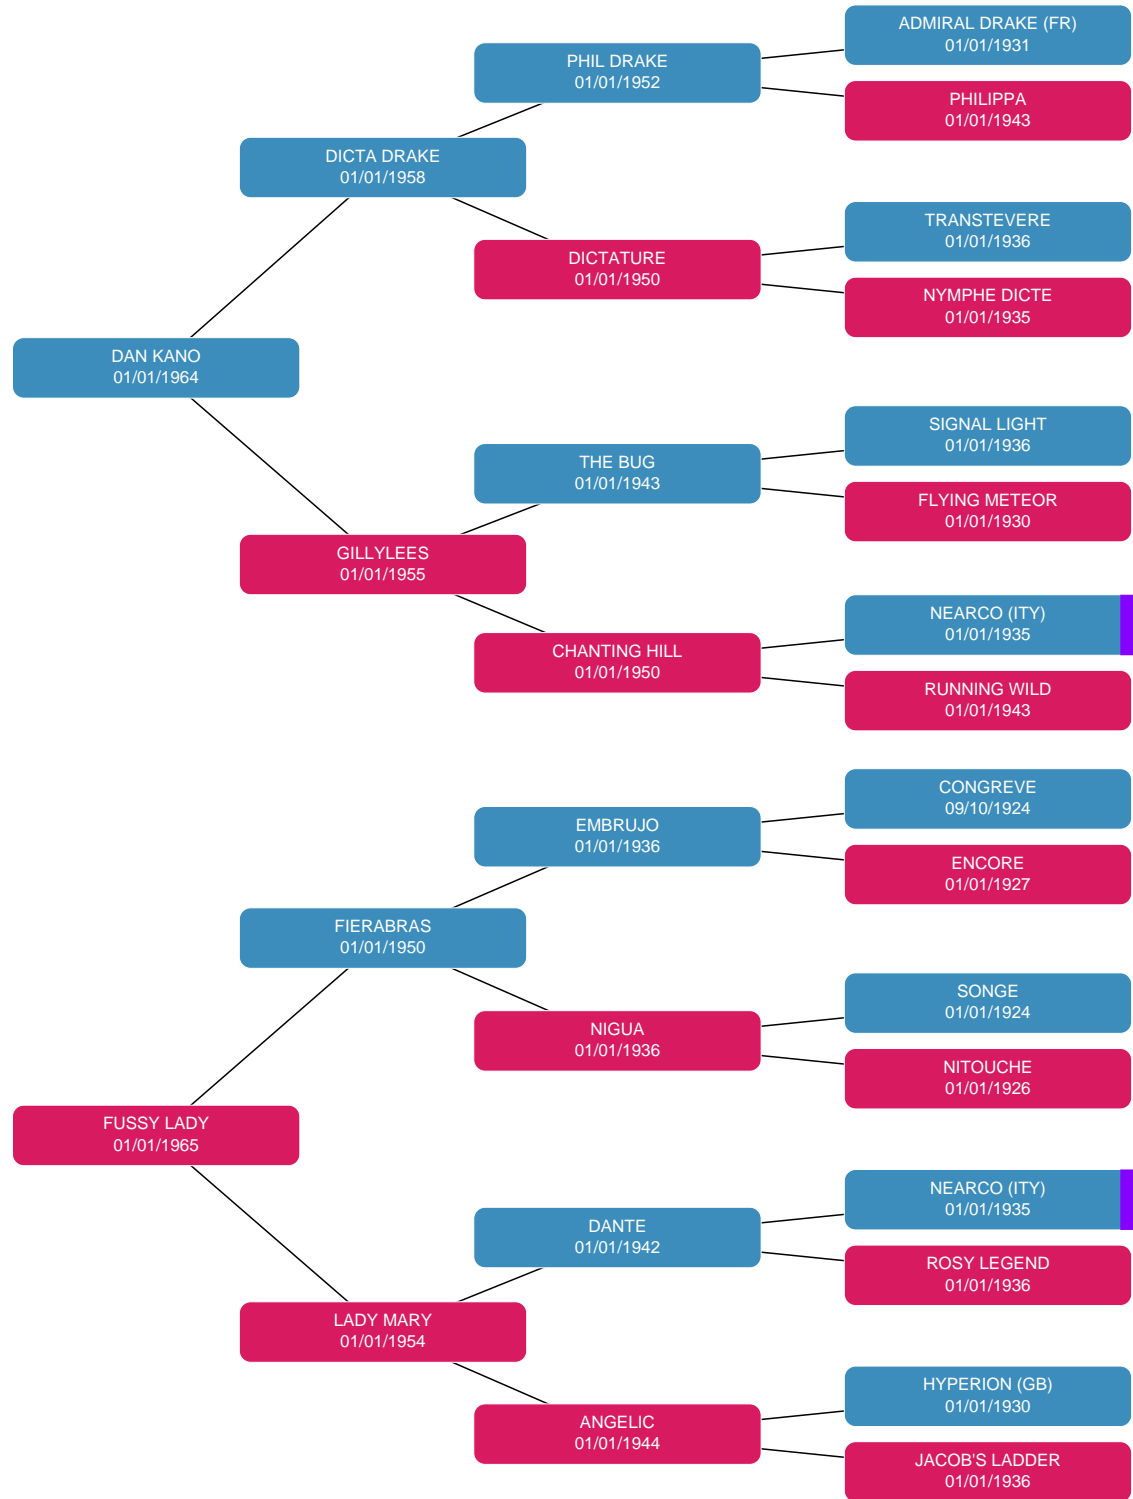 ADMIRAL DRAKE (FR)
01/01/1931
PHIL DRAKE
01/01/1952
PHILIPPA
01/01/1943
DICTA DRAKE
01/01/1958
TRANSTEVERE
01/01/1936
DICTATURE
01/01/1950
NYMPHE DICTE
01/01/1935
DAN KANO
01/01/1964
SIGNAL LIGHT
01/01/1936
THE BUG
01/01/1943
FLYING METEOR
01/01/1930
GILLYLEES
01/01/1955
NEARCO (ITY)
01/01/1935
CHANTING HILL
01/01/1950
RUNNING WILD
01/01/1943
CONGREVE
09/10/1924
EMBRUJO
01/01/1936
ENCORE
01/01/1927
FIERABRAS
01/01/1950
SONGE
01/01/1924
NIGUA
01/01/1936
NITOUCHE
01/01/1926
FUSSY LADY
01/01/1965
NEARCO (ITY)
01/01/1935
DANTE
01/01/1942
ROSY LEGEND
01/01/1936
LADY MARY
01/01/1954
HYPERION (GB)
01/01/1930
ANGELIC
01/01/1944
JACOB'S LADDER
01/01/1936